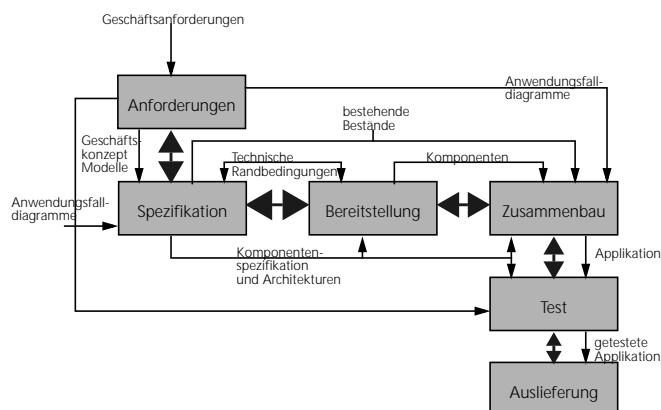 Geschäftsanforderungen
Anforderungen
Anwendungsfall-
diagramme
bestehende
Bestände
Geschäfts-
konzept
Modelle
Technische
Randbedingungen
Komponenten
Anwendungsfall-
diagramme
Spezifikation
Bereitstellung
Zusammenbau
Komponenten-
spezifikation
und Architekturen
Applikation
Test
getestete
Applikation
Auslieferung